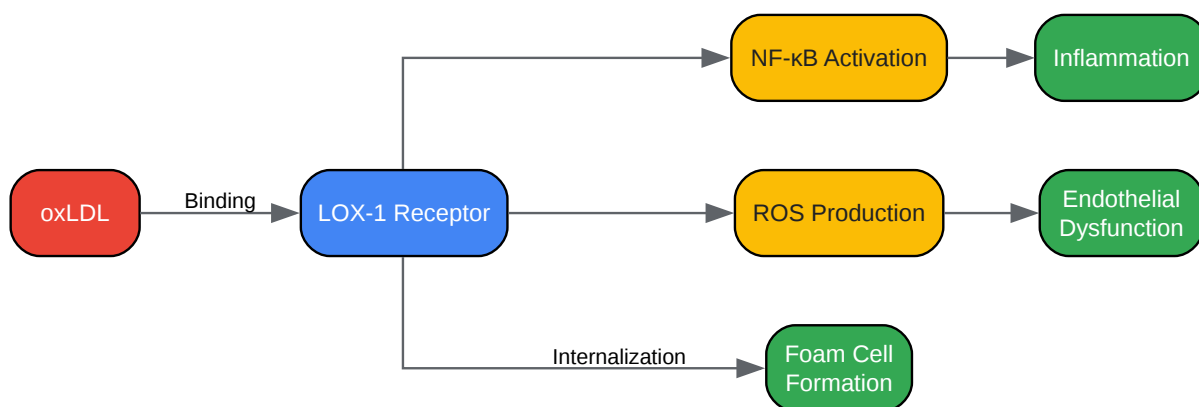 NF-κB Activation
Inflammation
oxLDL
Binding
LOX-1 Receptor
ROS Production
Endothelial
Dysfunction
Internalization
Foam Cell
Formation